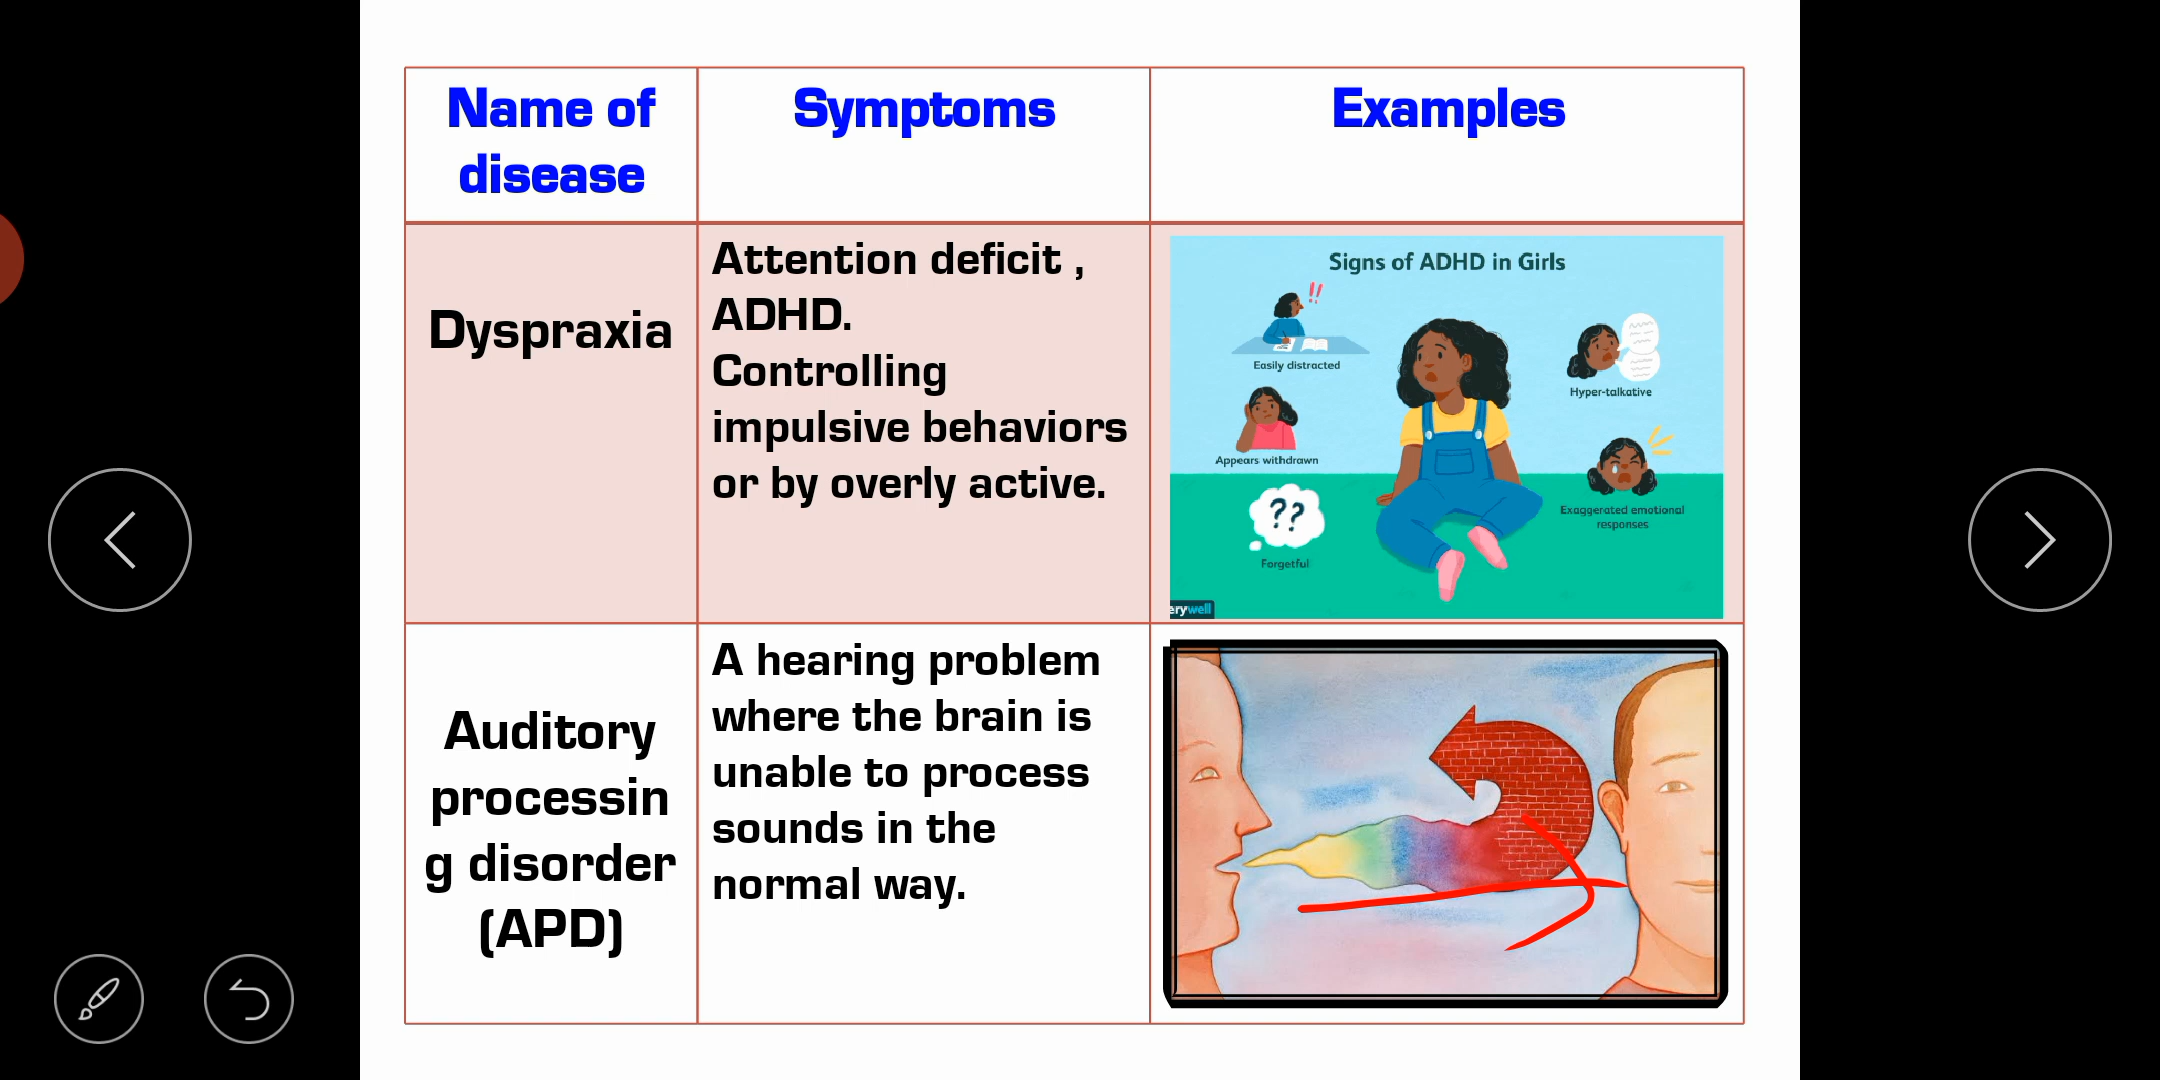 Name of
disease
Symptoms
Examples
Dyspraxia
Attention deficit ,
ADHD.
Controlling
impulsive behaviors
or by overly active.
Signs of ADHD in Girls
Easily distracted
Hyper-talkative
Appears withdrawn
Exaggerated emotional
responses
??
Forgetful
erywell
Auditory
processin
g disorder
(APD)
A hearing problem
where the brain is
unable to process
sounds in the
normal way.